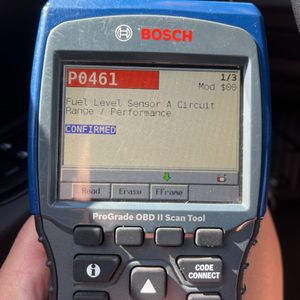 BOSCH
P0461
1/3
Mod $00
Fuel Level Sensor A Circuit
Range / Performance
CONFIRMED
Read Erase FFrame
ProGrade OBD II Scan Tool
i
CODE
CONNECT